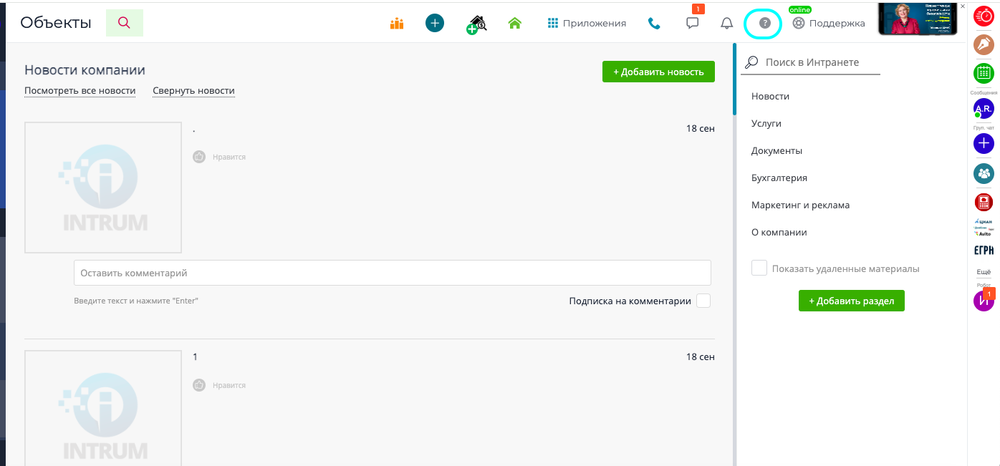 Объекты
Приложения
1
?
online
Поддержка
Новости компании
+ Добавить новость
Посмотреть все новости
Свернуть новости
.
18 сен
Нравится
INTRUM
Оставить комментарий
Введите текст и нажмите "Enter"
Подписка на комментарии
1
18 сен
Нравится
INTRUM
Поиск в Интранете
Новости
Услуги
Документы
Бухгалтерия
Маркетинг и реклама
О компании
Показать удаленные материалы
+ Добавить раздел
Сообщения
A.R.
Груп. чат
ЦИАН
Avito
ЕГРН
Ещё
Робот
1
И